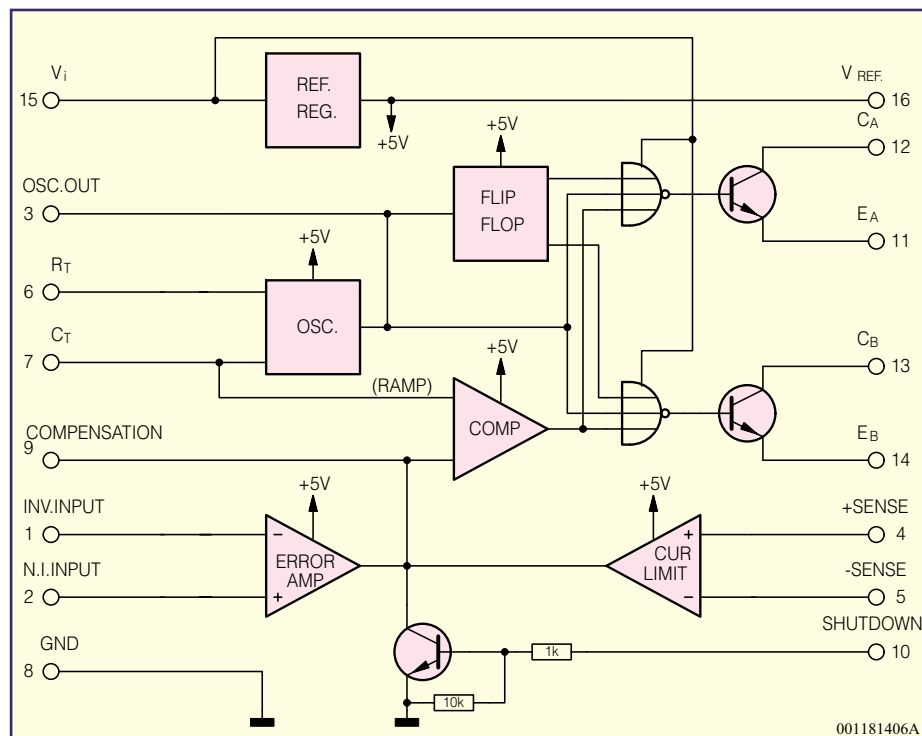 Vi
15
REF.
REG.
+5V
V REF.
16
CA
12
EA
11
OSC.OUT
3
+5V
FLIP
FLOP
RT
6
+5V
OSC.
CT
7
(RAMP)
+5V
COMP
CB
13
EB
14
COMPENSATION
9
INV.INPUT
1
+5V
−
ERROR
AMP
+
N.I.INPUT
2
+5V
+
CUR
LIMIT
−
+SENSE
4
-SENSE
5
SHUTDOWN
10
1k
10k
GND
8
001181406A